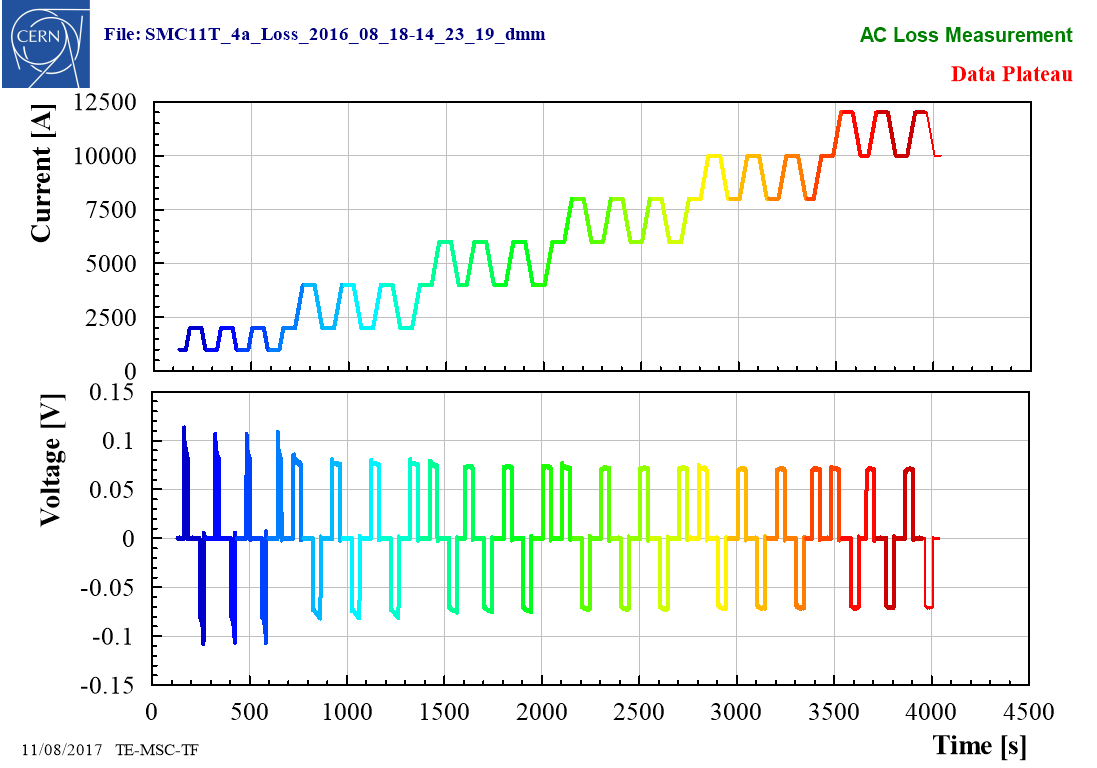 CERN
File: SMC11T_4a_Loss_2016_08_18-14_23_19_dmm
AC Loss Measurement
Data Plateau
Current [A]
12500
10000
7500
5000
2500
0
Voltage [V]
0.15
0.1
0.05
0
-0.05
-0.1
-0.15
0 500 1000 1500 2000 2500 3000 3500 4000 4500
Time [s]
11/08/2017 TE-MSC-TF